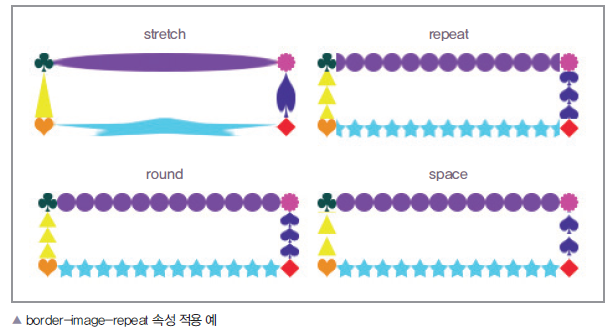 stretch
repeat
round
space
▲ border-image-repeat 속성 적용 예